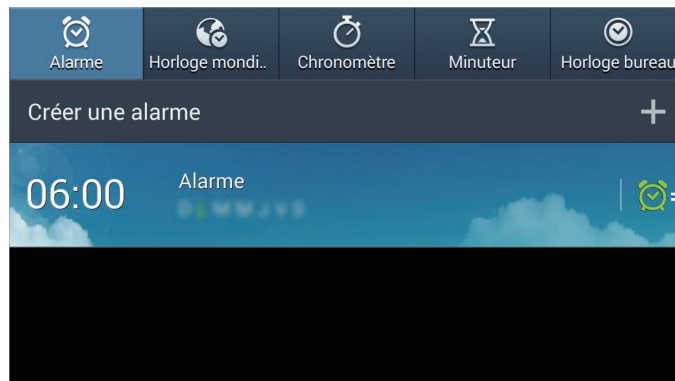 Alarme
Horloge mondi..
Chronomètre
Minuteur
Horloge bureau
Créer une alarme
06:00
Alarme
D L M M J V S